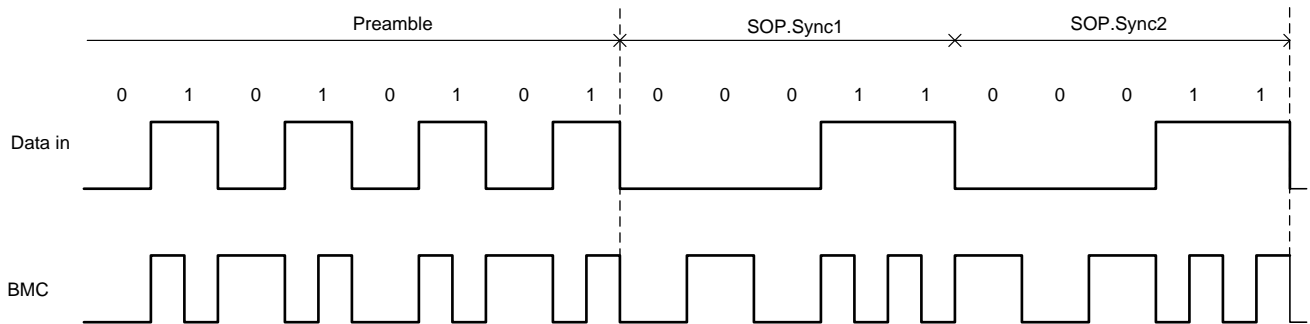 Preamble SOP.Sync1 SOP.Sync2
0 1 0 1 0 1 0 1 0 0 0 1 1 0 0 0 1 1
Data in
BMC